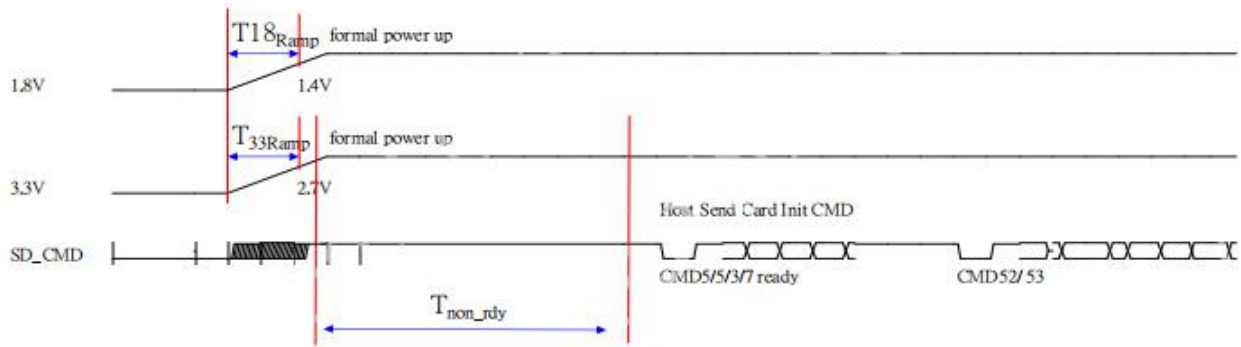 T18Ramp formal power up
1.8V 1.4V
T33Ramp formal power up
3.3V 2.7V
Host Send Card Init CMD
SD_CMD
CMD5/5/3/7 ready CMD52/53
Tnon_rdy